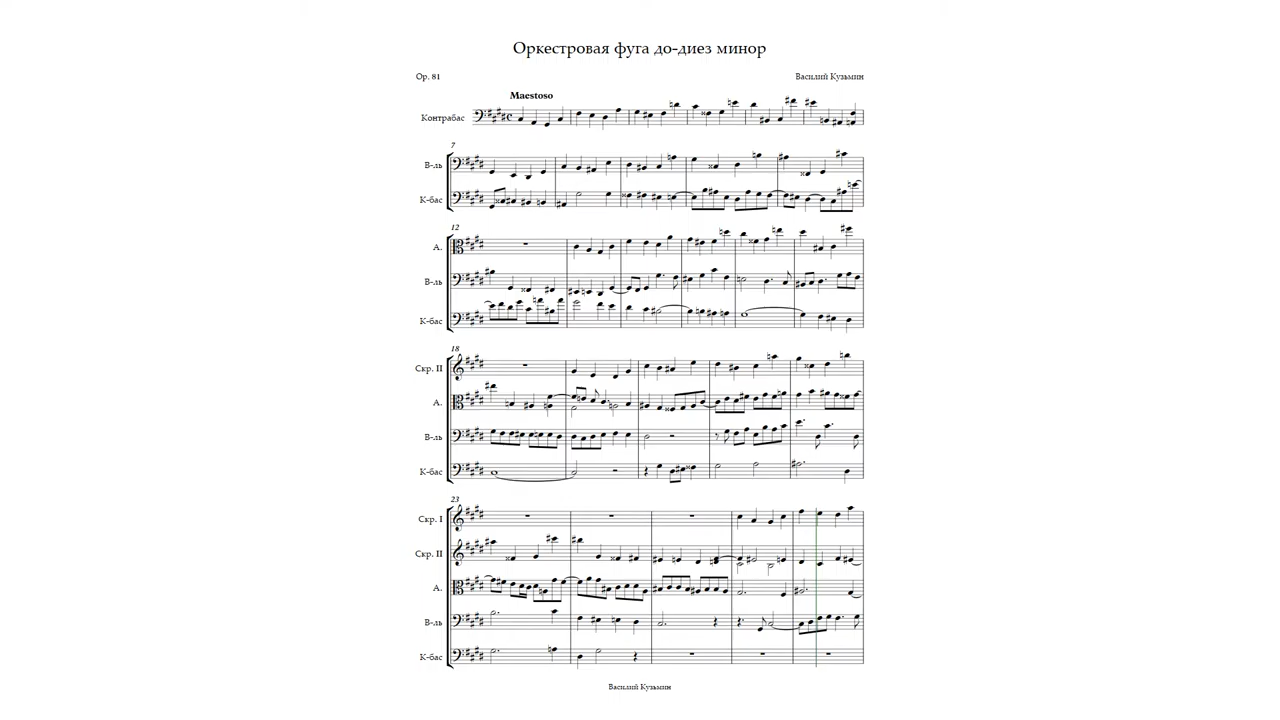 Оркестровая фуга до-диез минор
Op. 81
Василий Кузьмин
Maestoso
Контрабас
7
В-ль
К-бас
12
А.
В-ль
К-бас
18
Скр. II
А.
В-ль
К-бас
23
Скр. I
Скр. II
А.
В-ль
К-бас
Василий Кузьмин